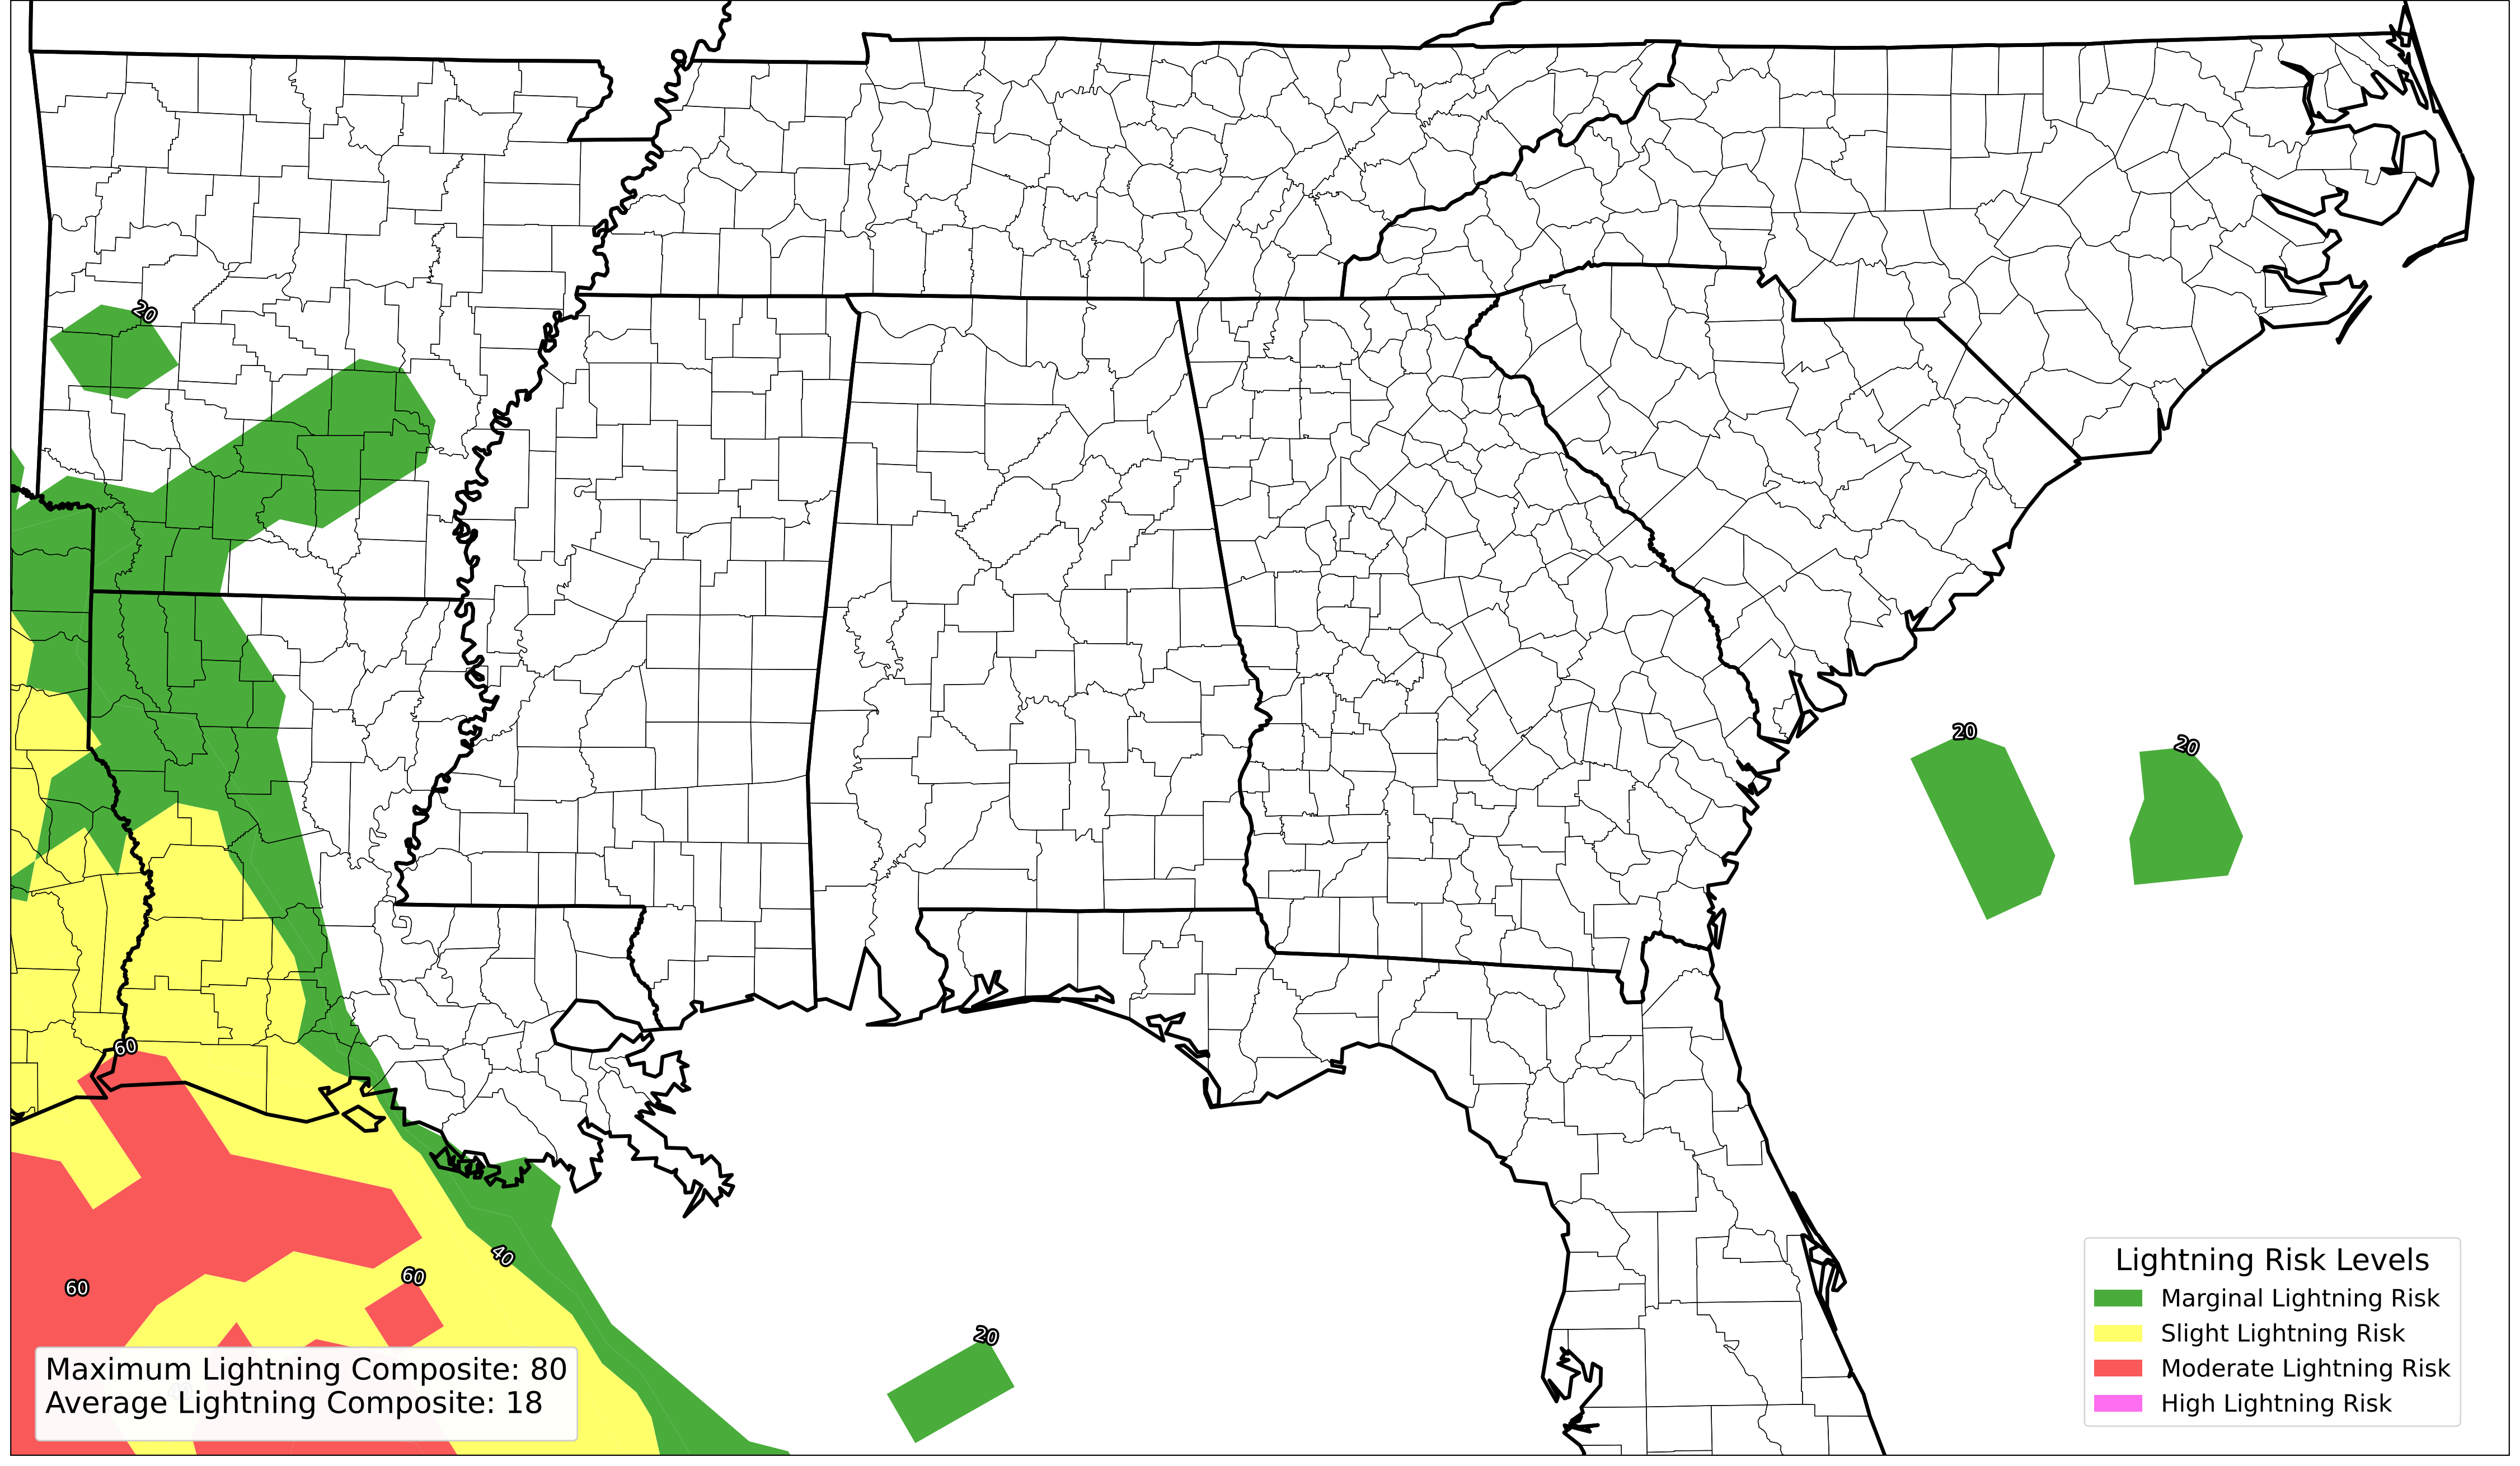 20
20
20
60
40
60
60
20
Maximum Lightning Composite: 80
Average Lightning Composite: 18
Lightning Risk Levels
Marginal Lightning Risk
Slight Lightning Risk
Moderate Lightning Risk
High Lightning Risk